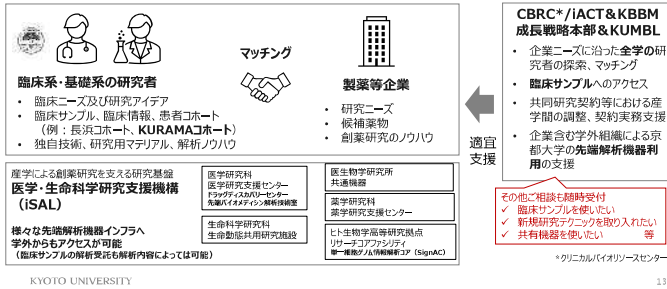 臨床系・基礎系の研究者
• 臨床ニーズ及び研究アイデア
• 臨床サンプル、臨床情報、患者コホート
（例：長浜コホート、KURAMAコホート）
• 独自技術、研究用マテリアル、解析ノウハウ
マッチング
製薬等企業
• 研究ニーズ
• 候補薬物
• 創薬研究のノウハウ
適宜
支援
CBRC*/iACT&KBBM
成長戦略本部&KUMBL
• 企業ニーズに沿った全学の研
究者の探索、マッチング
• 臨床サンプルへのアクセス
• 共同研究契約等における産
学間の調整、契約実務支援
• 企業含む学外組織による京
都大学の先端解析機器利
用の支援
その他ご相談も随時受付
✓ 臨床サンプルを使いたい
✓ 新規研究テクニックを取り入れたい
✓ 共有機器を使いたい 等
*クリニカルバイオリソースセンター
産学による創薬研究を支える研究基盤
医学・生命科学研究支援機構
（iSAL）
様々な先端解析機器インフラへ
学外からもアクセスが可能
（臨床サンプルの解析受託も解析内容によっては可能）
医学研究科
医学研究支援センター
ドラッグディスカバリーセンター
先端バイオメディシン解析技術室
生命科学研究科
生命動態共用研究施設
医生物学研究所
共通機器
薬学研究科
薬学研究支援センター
ヒト生物学高等研究拠点
リサーチコアファシリティ
単一細胞ゲノム情報解析コア（SignAC）
KYOTO UNIVERSITY
13